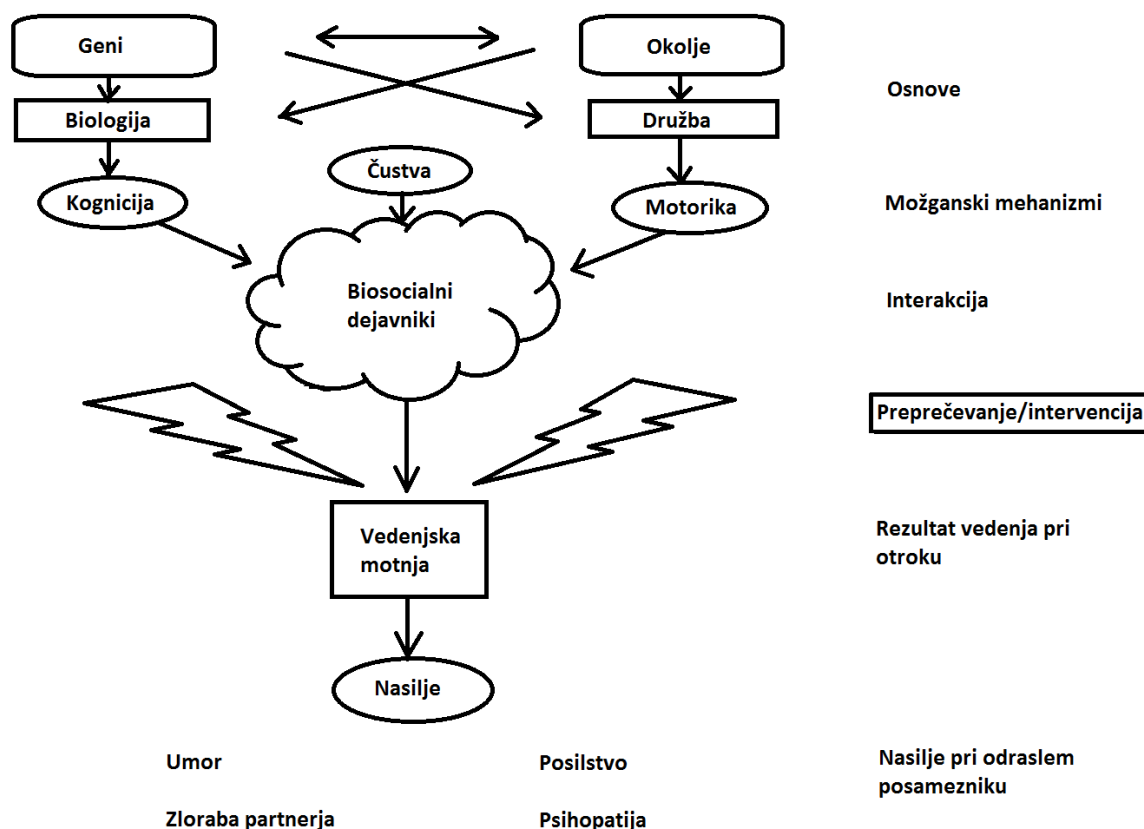 Geni
Okolje
Osnove
Biologija
Družba
Čustva
Kognicija
Motorika
Možganski mehanizmi
Biosocialni
dejavniki
Interakcija
Preprečevanje/intervencija
Vedenjska
motnja
Rezultat vedenja pri
otroku
Nasilje
Umor
Posilstvo
Nasilje pri odraslem
posamezniku
Zloraba partnerja
Psihopatija